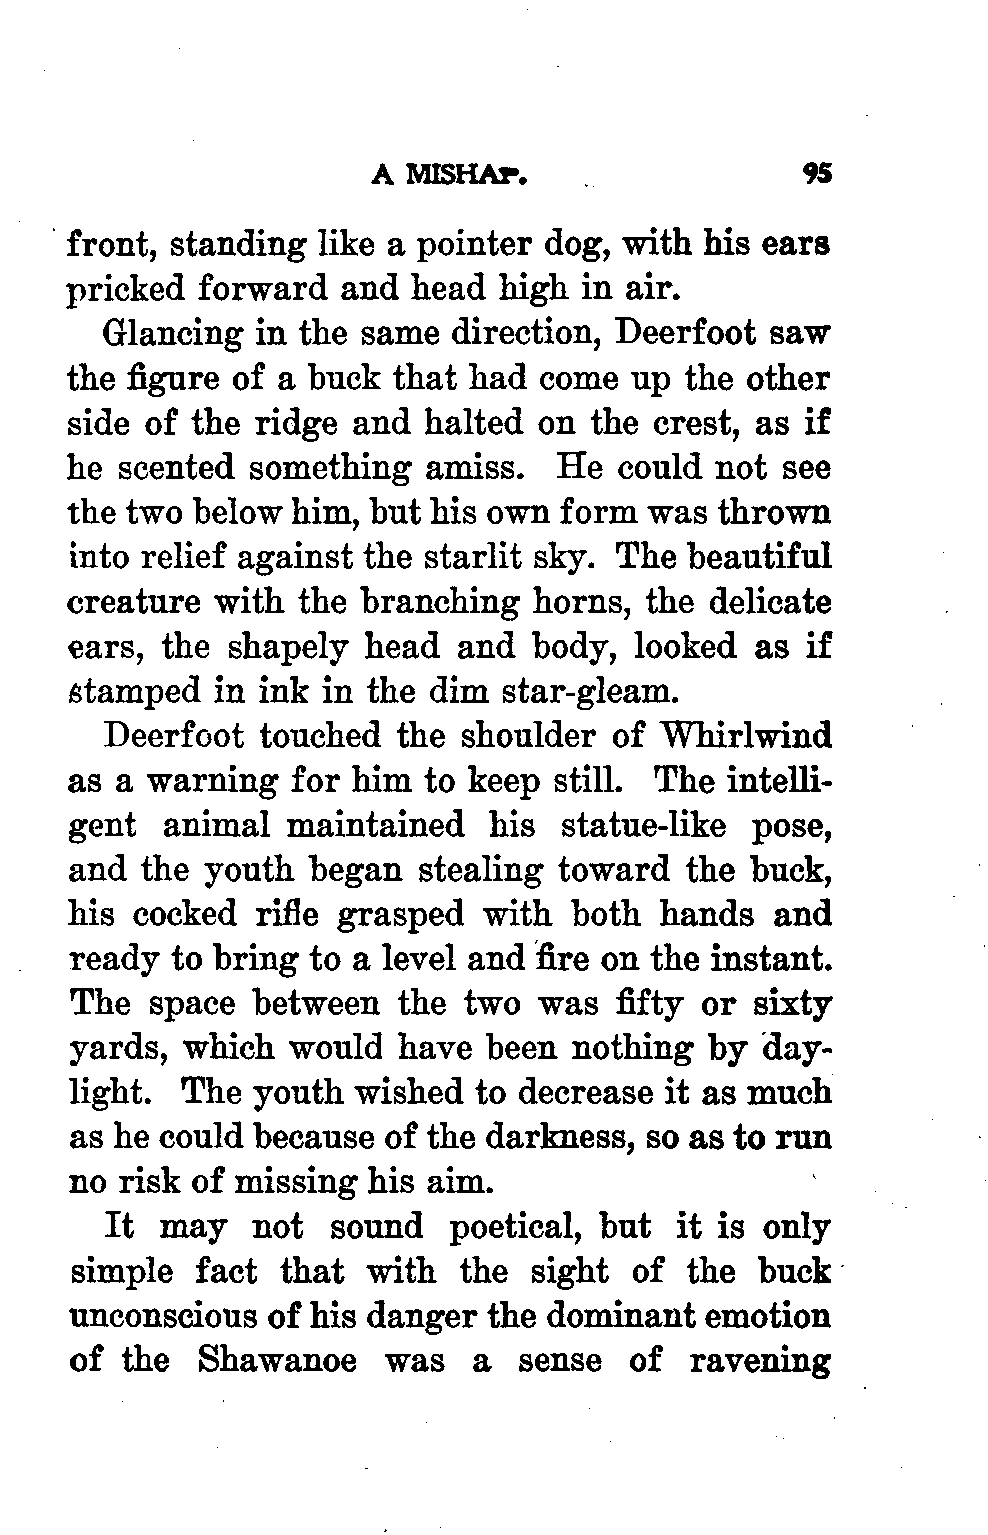 A MISHAP. 95
front, standing like a pointer dog, with his ears
pricked forward and head high in air.
Glancing in the same direction, Deerfoot saw
the figure of a buck that had come up the other
side of the ridge and halted on the crest, as if
he scented something amiss. He could not see
the two below him, but his own form was thrown
into relief against the starlit sky. The beautiful
creature with the branching horns, the delicate
ears, the shapely head and body, looked as if
stamped in ink in the dim star-gleam.
Deerfoot touched the shoulder of Whirlwind
as a warning for him to keep still. The intelli-
gent animal maintained his statue-like pose,
and the youth began stealing toward the buck,
his cocked rifle grasped with both hands and
ready to bring to a level and fire on the instant.
The space between the two was fifty or sixty
yards, which would have been nothing by day-
light. The youth wished to decrease it as much
as he could because of the darkness, so as to run
no risk of missing his aim.
It may not sound poetical, but it is only
simple fact that with the sight of the buck
unconscious of his danger the dominant emotion
of the Shawanoe was a sense of ravening